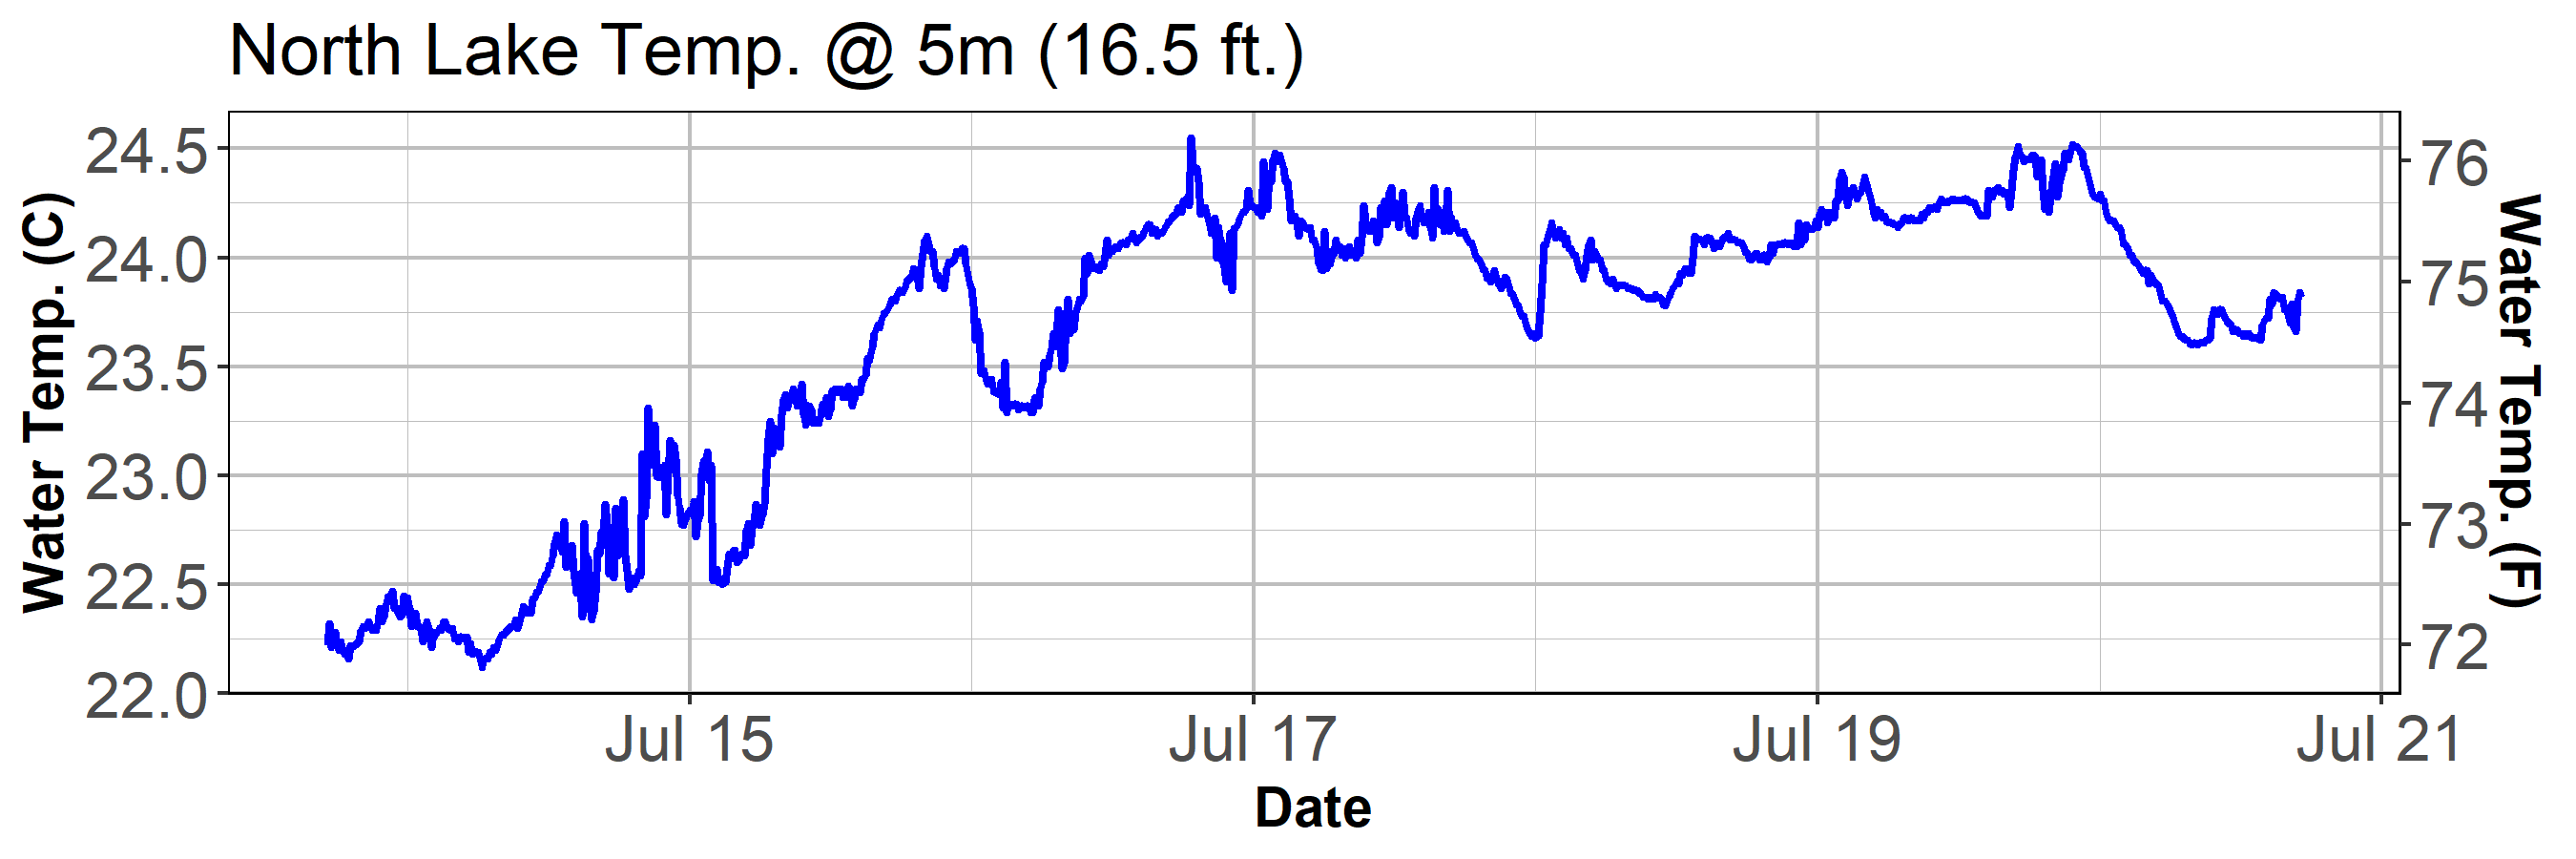 North Lake Temp. @ 5m (16.5 ft.)
Water Temp. (C)
24.5
24.0
23.5
23.0
22.5
22.0
76
75
74
73
72
Water Temp. (F)
Jul 15 Jul 17 Jul 19 Jul 21
Date